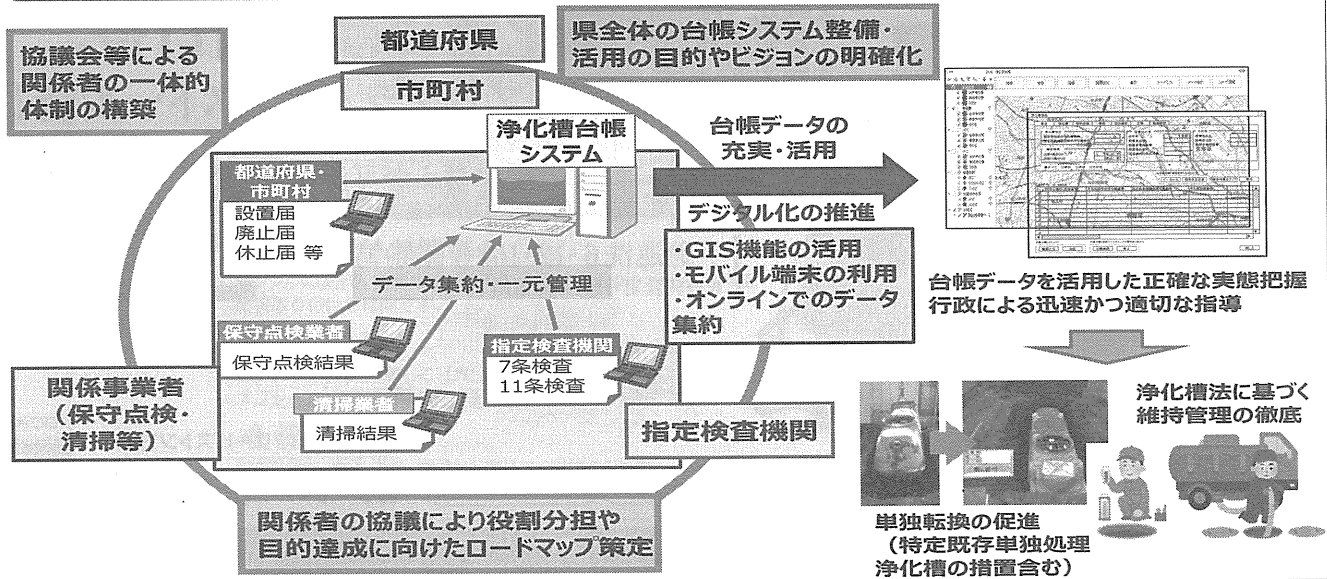 協議会等による
関係者の一体的
体制の構築
都道府県
市町村
県全体の台帳システム整備・
活用の目的やビジョンの明確化
浄化槽台帳
システム
都道府県・
市町村
設置届
廃止届
休止届 等
データ集約・一元管理
保守点検業者
保守点検結果
清掃業者
清掃結果
指定検査機関
7条検査
11条検査
関係事業者
（保守点検・
清掃等）
指定検査機関
関係者の協議により役割分担や
目的達成に向けたロードマップ策定
台帳データの
充実・活用
デジタル化の推進
・GIS機能の活用
・モバイル端末の利用
・オンラインでのデータ
集約
台帳データを活用した正確な実態把握
行政による迅速かつ適切な指導
単独転換の促進
（特定既存単独処理
浄化槽の措置含む）
浄化槽法に基づく
維持管理の徹底